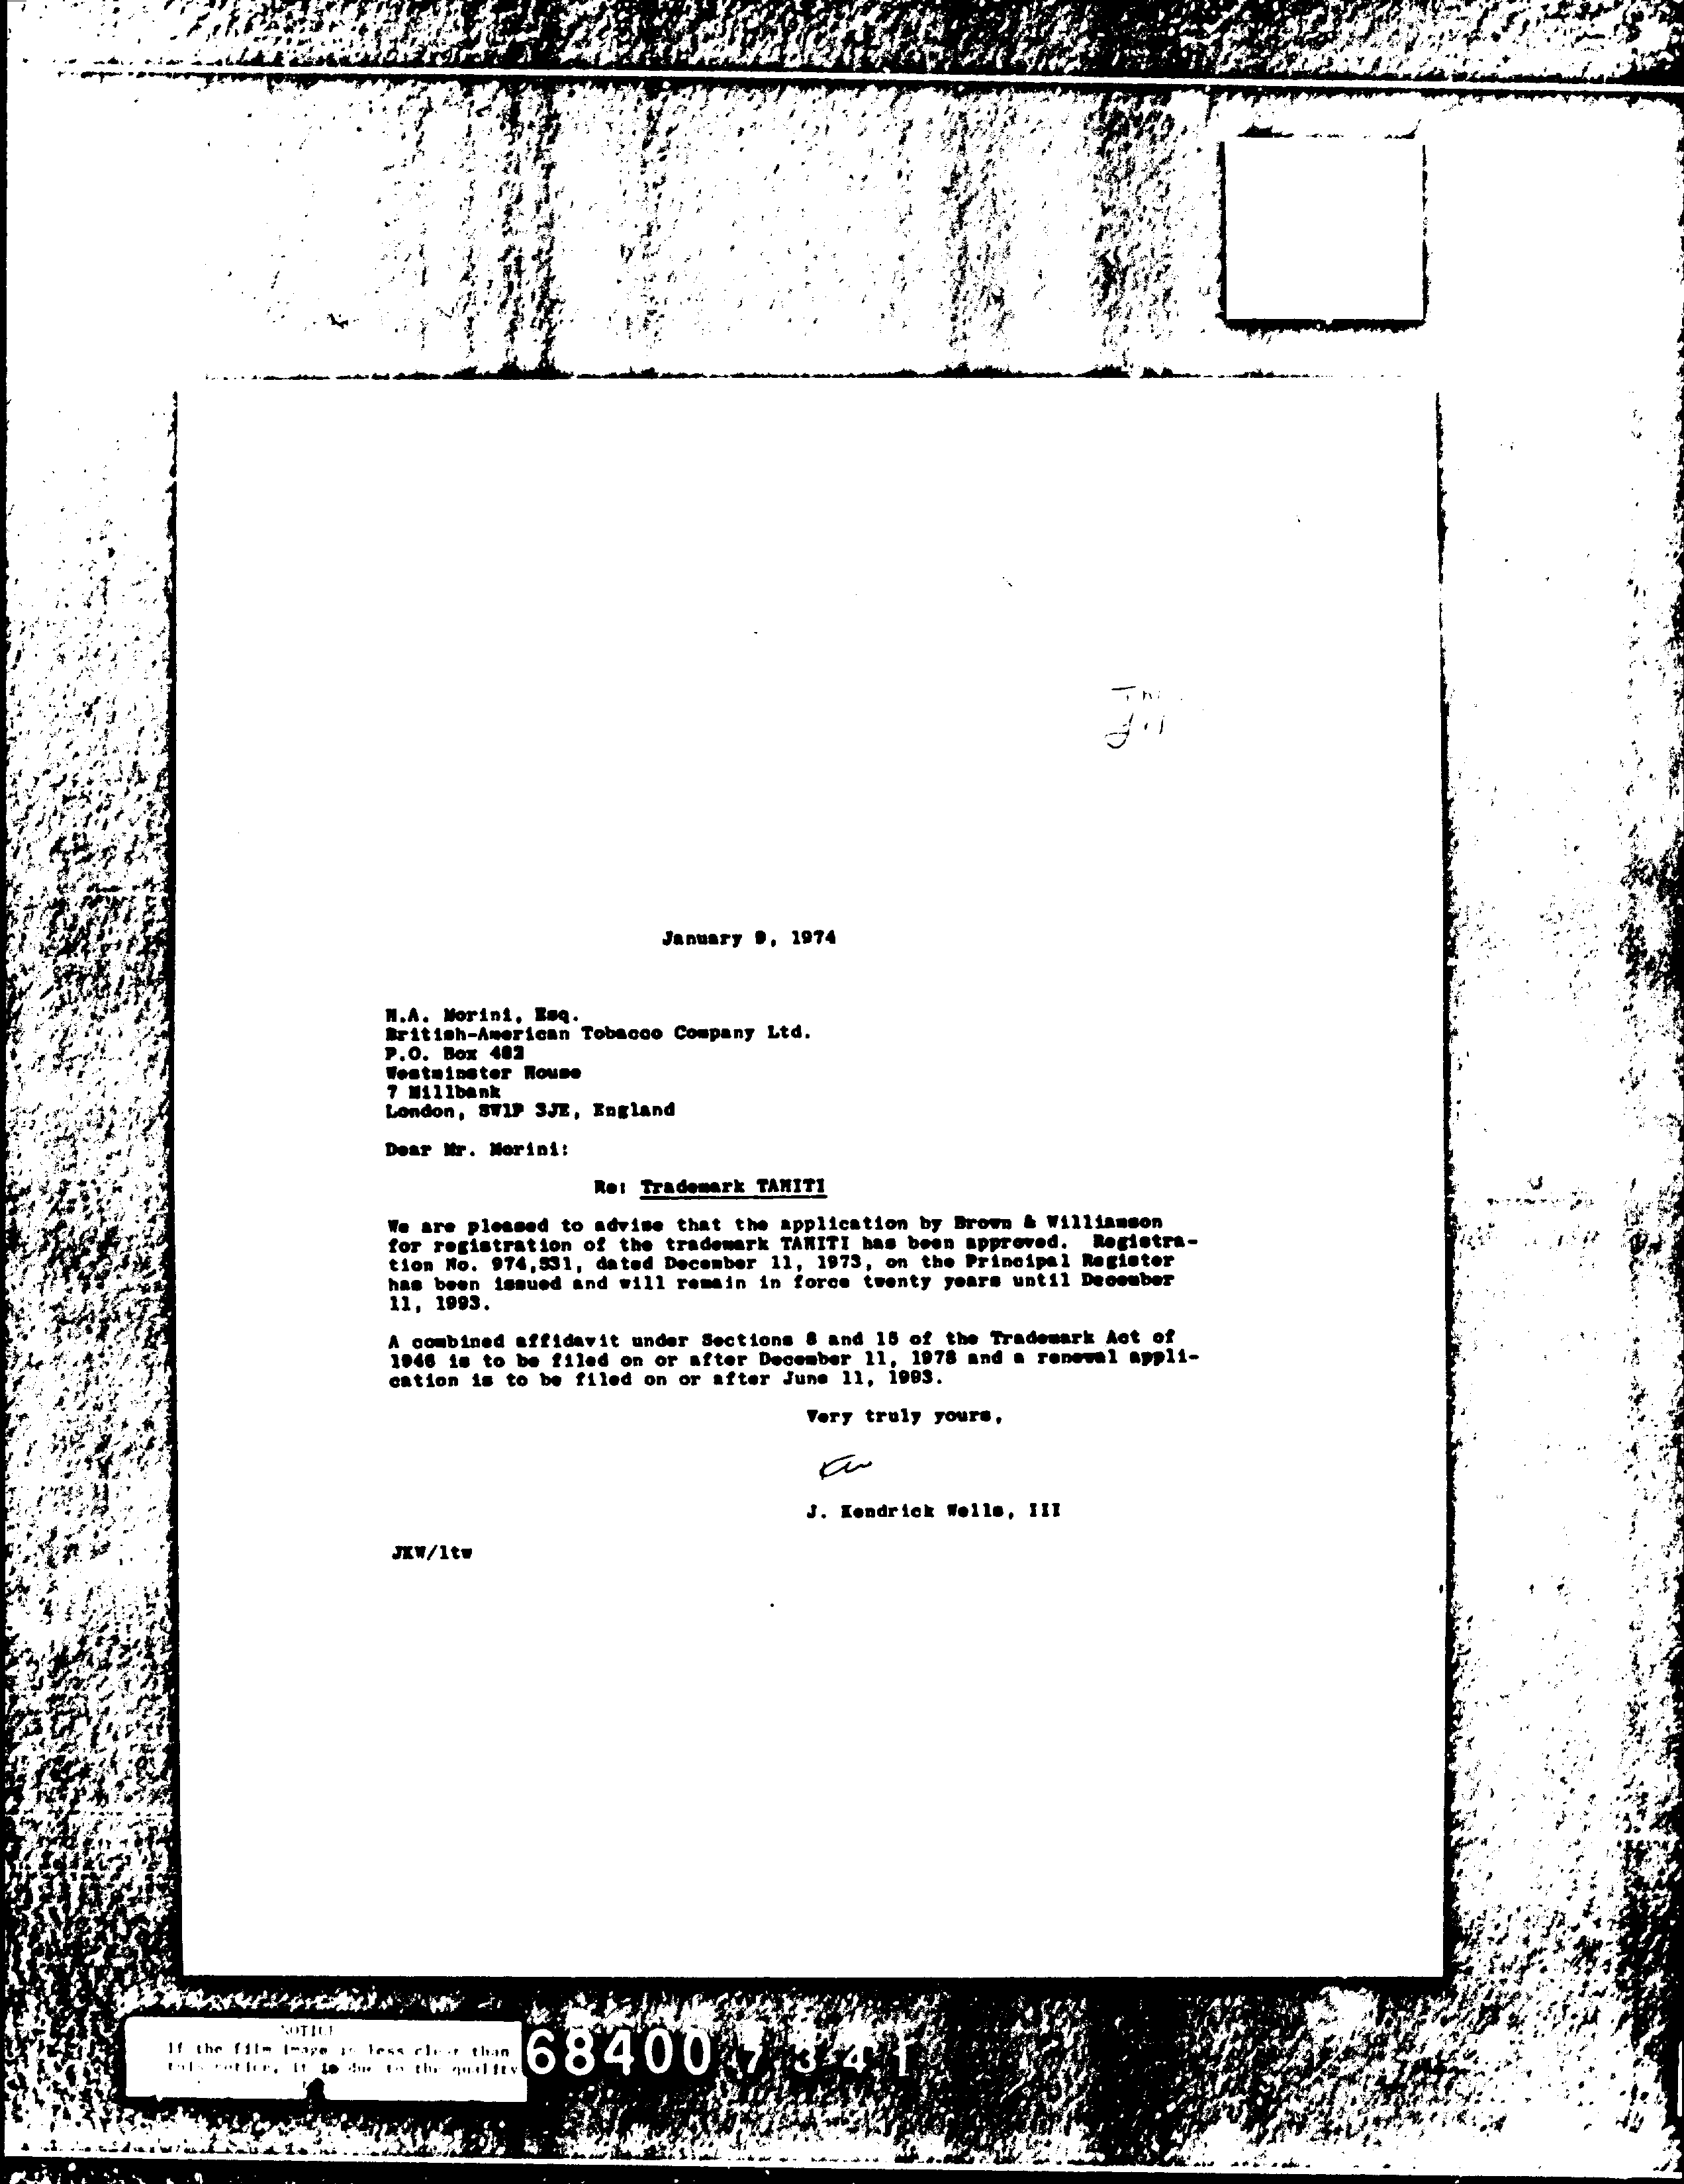 January 9, 1974
N.A. Morini, Esq.
British-American Tobacco Company Ltd.
P.O. Box 482
Westminster House
7 Millbank
London, SW1P 3JE, England
Dear Mr. Morini:
Re: Trademark TAHITI
We are pleased to advise that the application by Brown & Williamson
for registration of the trademark TAHITI has been approved. Registra-
tion No. 974,531, dated December 11, 1973, on the Principal Register
has been issued and will remain in force twenty years until December
11, 1993.
A combined affidavit under Sections 8 and 15 of the Trademark Act of
1946 is to be filed on or after December 11, 1978 and a renewal appli-
cation is to be filed on or after June 11, 1993.
Very truly yours,
J. Kendrick Wells, III
JKW/ltw
NOTICE
If the film image is less clear than
this notice, it is due to the quality
684007341